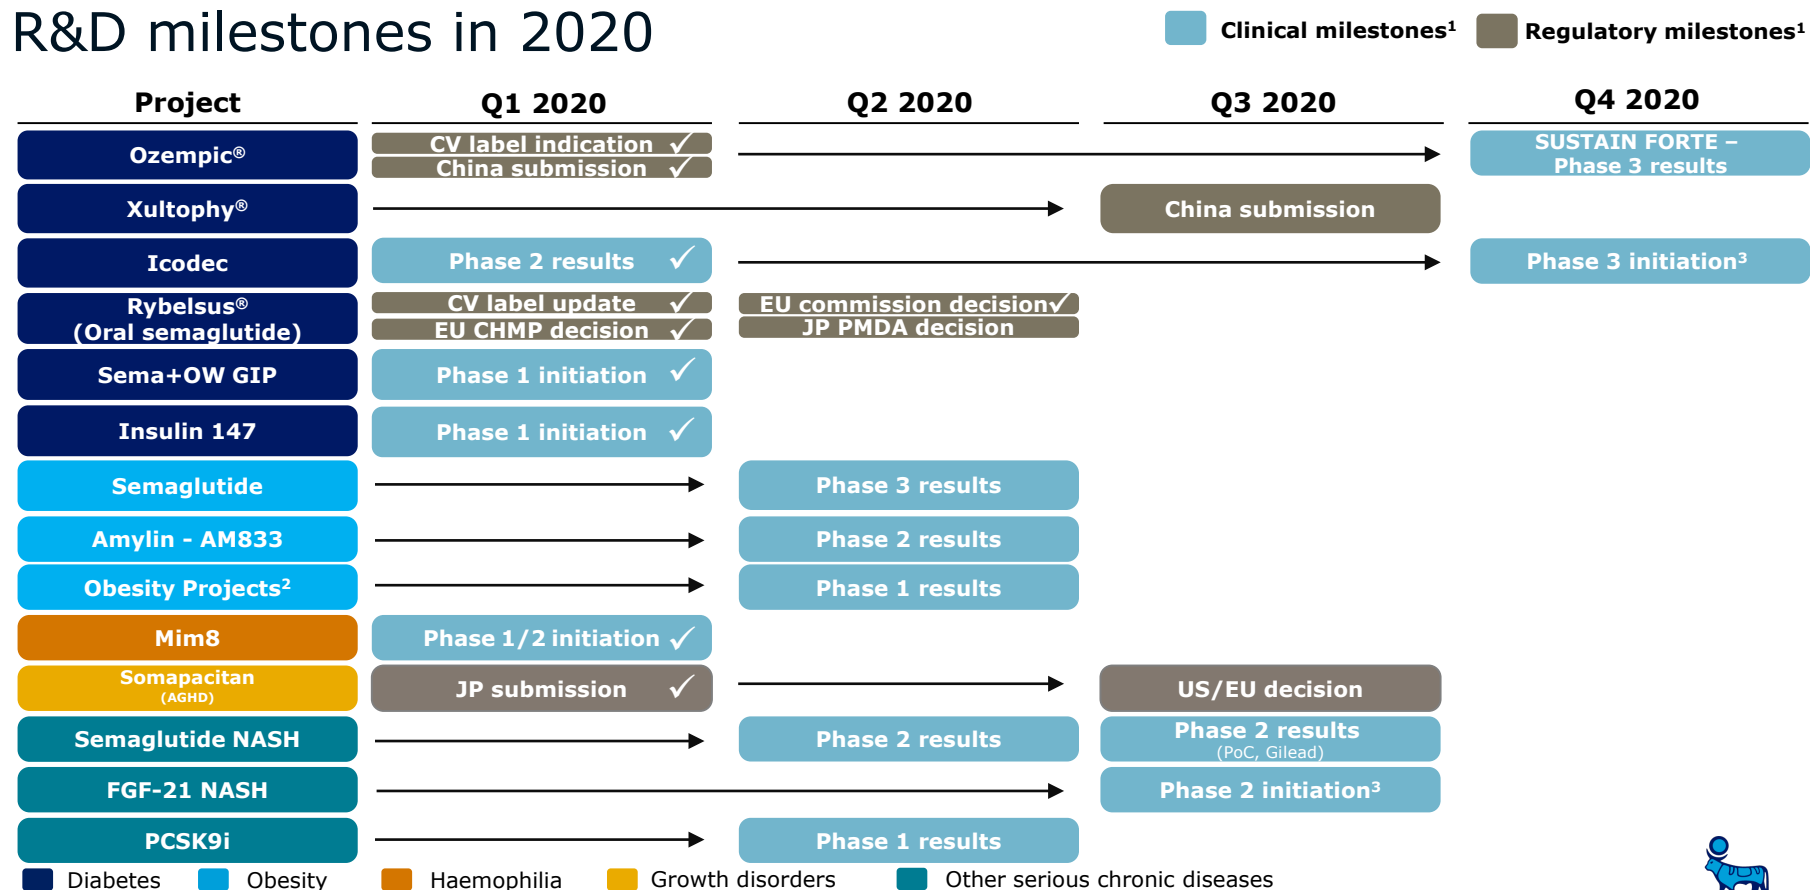 R&D milestones in 2020
Clinical milestones¹
Regulatory milestones¹
Project
Q1 2020
Q2 2020
Q3 2020
Q4 2020
Ozempic®
CV label indication ✓
China submission ✓
SUSTAIN FORTE –
Phase 3 results
Xultophy®
China submission
Icodec
Phase 2 results ✓
Phase 3 initiation³
Rybelsus®
(Oral semaglutide)
CV label update ✓
EU CHMP decision ✓
EU commission decision ✓
JP PMDA decision
Sema+OW GIP
Phase 1 initiation ✓
Insulin 147
Phase 1 initiation ✓
Semaglutide
Phase 3 results
Amylin - AM833
Phase 2 results
Obesity Projects²
Phase 1 results
Mim8
Phase 1/2 initiation ✓
Somapacitan
(AGHD)
JP submission ✓
US/EU decision
Semaglutide NASH
Phase 2 results
Phase 2 results
(PoC, Gilead)
FGF-21 NASH
Phase 2 initiation³
PCSK9i
Phase 1 results
Diabetes
Obesity
Haemophilia
Growth disorders
Other serious chronic diseases